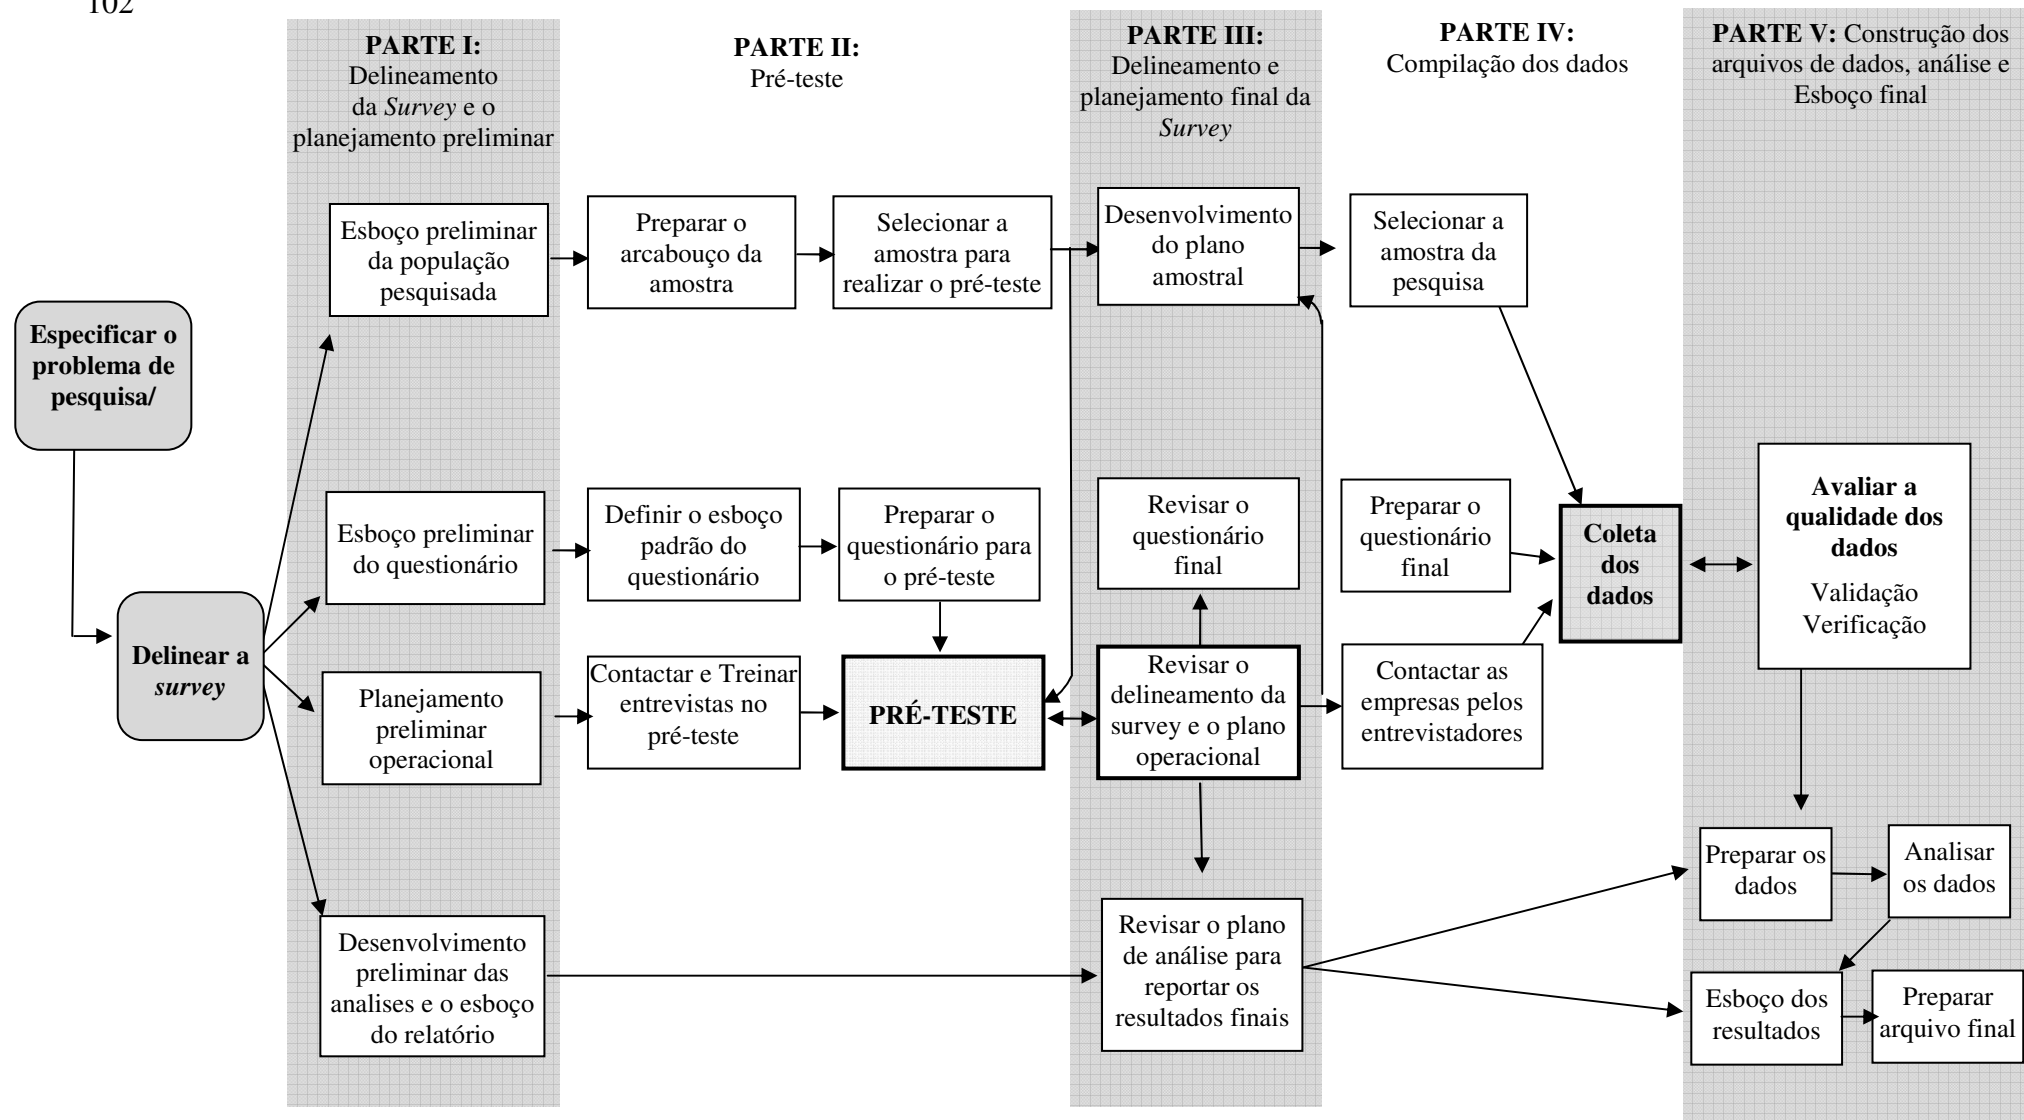 102
PARTE I:
Delineamento
da Survey e o
planejamento preliminar
PARTE II:
Pré-teste
PARTE III:
Delineamento e
planejamento final da
Survey
PARTE IV:
Compilação dos dados
PARTE V: Construção dos
arquivos de dados, análise e
Esboço final
Especificar o
problema de
pesquisa/
Delinear a
survey
Esboço preliminar
da população
pesquisada
Preparar o
arcabouço da
amostra
Selecionar a
amostra para
realizar o pré-teste
Desenvolvimento
do plano
amostral
Selecionar a
amostra da
pesquisa
Esboço preliminar
do questionário
Definir o esboço
padrão do
questionário
Preparar o
questionário para
o pré-teste
Revisar o
questionário
final
Preparar o
questionário
final
Coleta
dos
dados
Avaliar a
qualidade dos
dados
Validação
Verificação
Planejamento
preliminar
operacional
Contactar e Treinar
entrevistas no
pré-teste
PRÉ-TESTE
Revisar o
delineamento da
survey e o plano
operacional
Contactar as
empresas pelos
entrevistadores
Preparar os
dados
Analisar
os dados
Desenvolvimento
preliminar das
analises e o esboço
do relatório
Revisar o plano
de análise para
reportar os
resultados finais
Esboço dos
resultados
Preparar
arquivo final